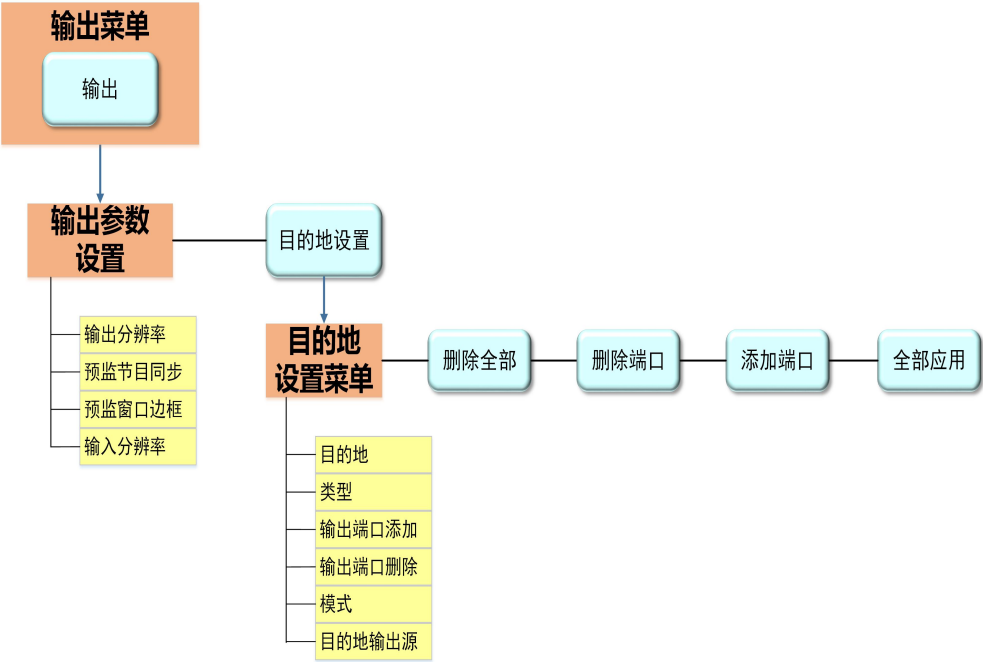 输出菜单
输出
输出参数
设置
目的地设置
输出分辨率
预监节目同步
预监窗口边框
输入分辨率
目的地
设置菜单
删除全部
删除端口
添加端口
全部应用
目的地
类型
输出端口添加
输出端口删除
模式
目的地输出源